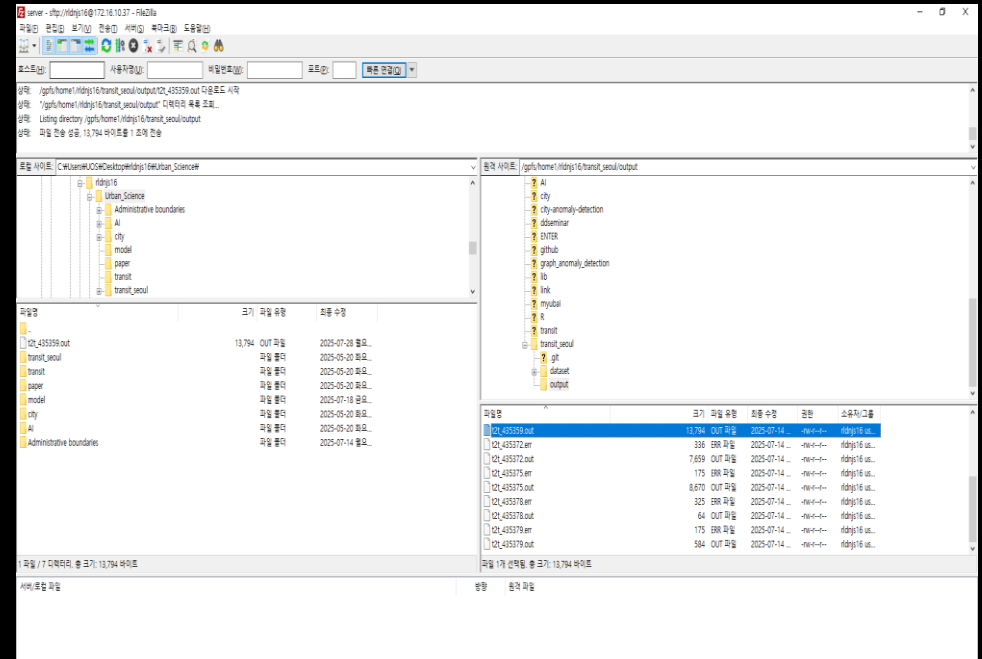 server - sftp://rldnjs16@172.16.10.37 - FileZilla
파일(F) 편집(E) 보기(V) 전송(T) 서버(S) 북마크(B) 도움말(H)
호스트(H): 사용자명(U): 비밀번호(W): 포트(P): 빠른 연결(Q)
상태: /gpfs/home1/rldnjs16/transit_seoul/output/t2t_435359.out 다운로드 시작
상태: "/gpfs/home1/rldnjs16/transit_seoul/output" 디렉터리 목록 조회...
상태: Listing directory /gpfs/home1/rldnjs16/transit_seoul/output
상태: 파일 전송 성공, 13,794 바이트를 1 초에 전송
로컬 사이트: C:₩Users₩UOS₩Desktop₩rldnjs16₩Urban_Science₩
rldnjs16
Urban_Science
Administrative boundaries
AI
city
model
paper
transit
transit_seoul
파일명 크기 파일 유형 최종 수정
..
t2t_435359.out 13,794 OUT 파일 2025-07-28 월요...
transit_seoul 파일 폴더 2025-05-20 화요...
transit 파일 폴더 2025-05-20 화요...
paper 파일 폴더 2025-05-20 화요...
model 파일 폴더 2025-07-18 금요...
city 파일 폴더 2025-05-20 화요...
AI 파일 폴더 2025-05-20 화요...
Administrative boundaries 파일 폴더 2025-07-14 월요...
1 파일 / 7 디렉터리. 총 크기: 13,794 바이트
원격 사이트: /gpfs/home1/rldnjs16/transit_seoul/output
AI
city
city-anomaly-detection
ddseminar
ENTER
github
graph_anomaly_detection
lib
link
myubai
R
transit
transit_seoul
.git
dataset
output
파일명 크기 파일 유형 최종 수정 권한 소유자/그룹
t2t_435359.out 13,794 OUT 파일 2025-07-14 ... -rw-r--r-- rldnjs16 us...
t2t_435372.err 336 ERR 파일 2025-07-14 ... -rw-r--r-- rldnjs16 us...
t2t_435372.out 7,659 OUT 파일 2025-07-14 ... -rw-r--r-- rldnjs16 us...
t2t_435375.err 175 ERR 파일 2025-07-14 ... -rw-r--r-- rldnjs16 us...
t2t_435375.out 8,670 OUT 파일 2025-07-14 ... -rw-r--r-- rldnjs16 us...
t2t_435378.err 325 ERR 파일 2025-07-14 ... -rw-r--r-- rldnjs16 us...
t2t_435378.out 64 OUT 파일 2025-07-14 ... -rw-r--r-- rldnjs16 us...
t2t_435379.err 175 ERR 파일 2025-07-14 ... -rw-r--r-- rldnjs16 us...
t2t_435379.out 584 OUT 파일 2025-07-14 ... -rw-r--r-- rldnjs16 us...
파일 1개 선택됨. 총 크기: 13,794 바이트
서버/로컬 파일 방향 원격 파일